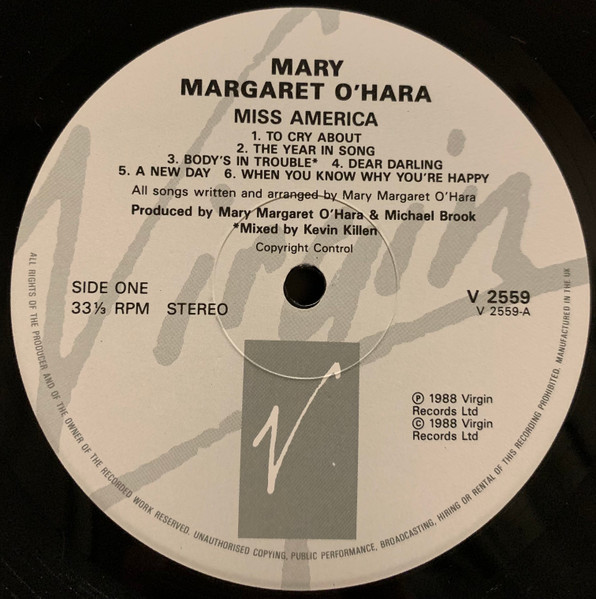 MARY
MARGARET O'HARA
MISS AMERICA
1. TO CRY ABOUT
2. THE YEAR IN SONG
3. BODY'S IN TROUBLE* 4. DEAR DARLING
5. A NEW DAY 6. WHEN YOU KNOW WHY YOU'RE HAPPY
All songs written and arranged by Mary Margaret O'Hara
Produced by Mary Margaret O'Hara & Michael Brook
*Mixed by Kevin Killen
Copyright Control
SIDE ONE
33⅓ RPM STEREO
V 2559
V 2559-A
℗ 1988 Virgin
Records Ltd
© 1988 Virgin
Records Ltd
Virgin
V
ALL RIGHTS OF THE PRODUCER AND OF THE OWNER OF THE RECORDED WORK RESERVED. UNAUTHORISED COPYING, PUBLIC PERFORMANCE, BROADCASTING, HIRING OR RENTAL OF THIS RECORDING PROHIBITED. MANUFACTURED IN THE UK